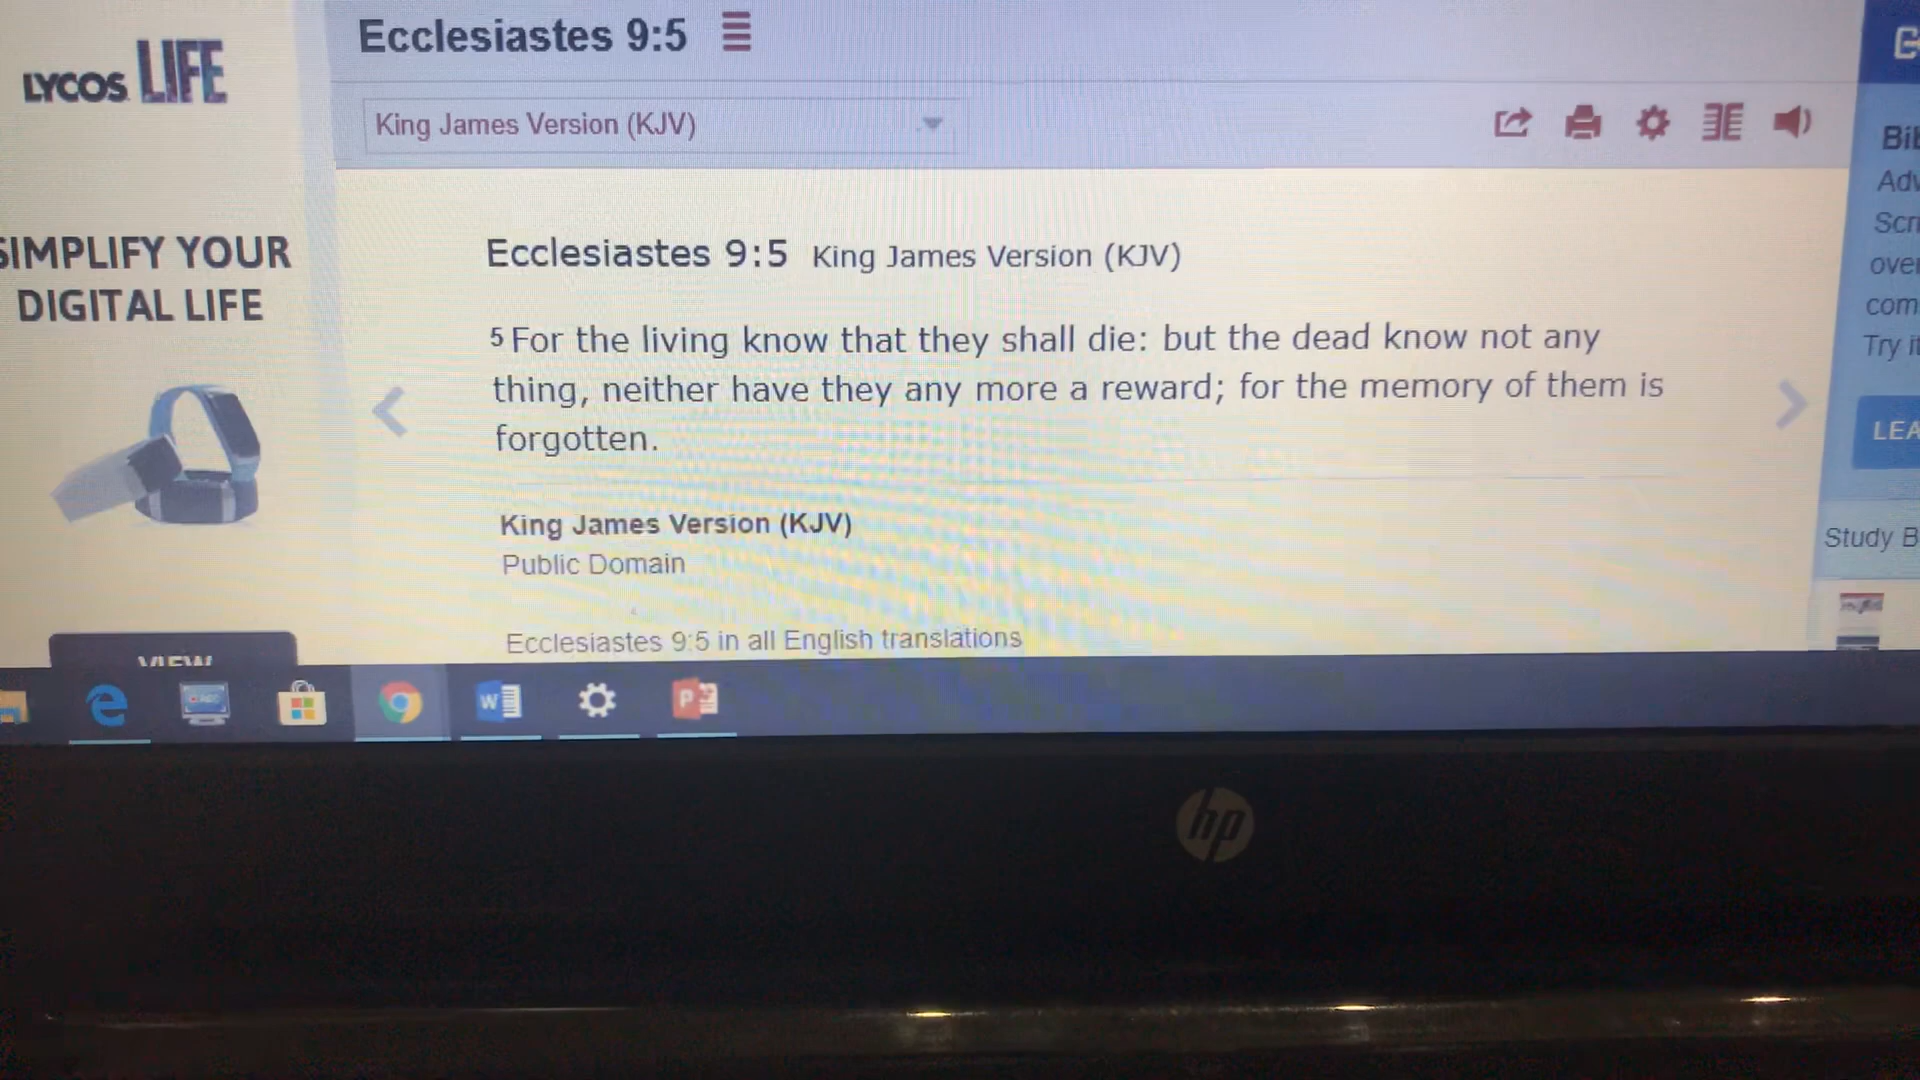 LYCOS LIFE
SIMPLIFY YOUR
DIGITAL LIFE
VIEW
Ecclesiastes 9:5
King James Version (KJV)
Ecclesiastes 9:5 King James Version (KJV)
5 For the living know that they shall die: but the dead know not any
thing, neither have they any more a reward; for the memory of them is
forgotten.
King James Version (KJV)
Public Domain
Ecclesiastes 9:5 in all English translations
Try
Study B
hp